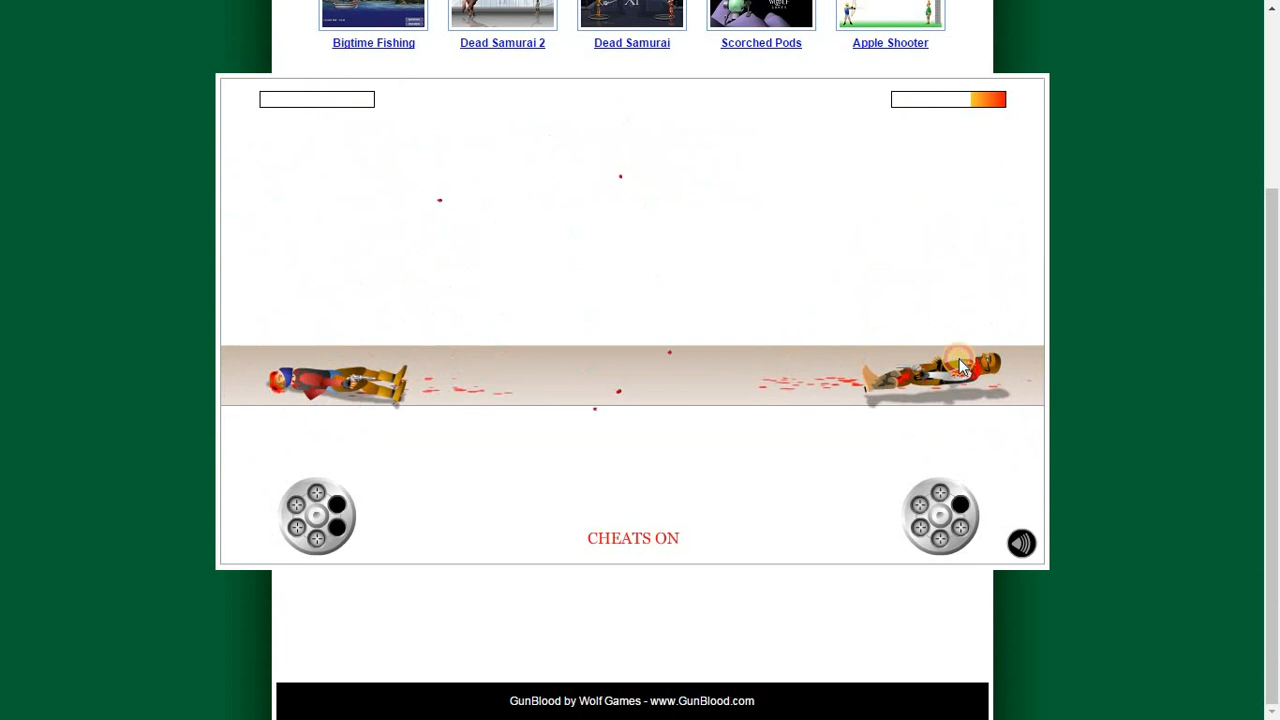 Bigtime Fishing
Dead Samurai 2
Dead Samurai
Scorched Pods
Apple Shooter
CHEATS ON
GunBlood by Wolf Games - www.GunBlood.com